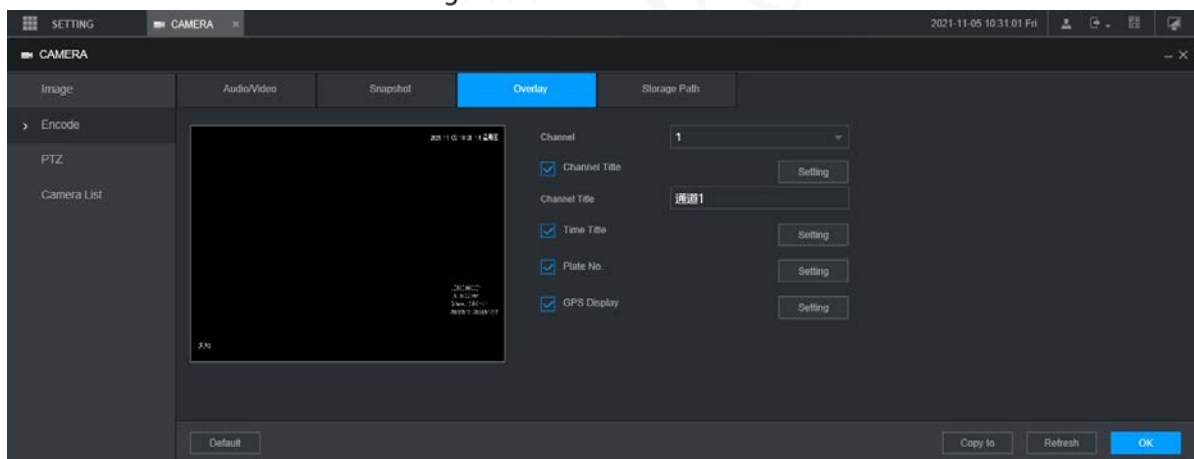 SETTING
CAMERA ×
2021-11-05 10:31:01 Fri
CAMERA
Image
Audio/Video
Snapshot
Overlay
Storage Path
Encode
PTZ
Camera List
Channel
1
Channel Title
Setting
Channel Title
通道1
Time Title
Setting
Plate No.
Setting
GPS Display
Setting
Default
Copy to
Refresh
OK